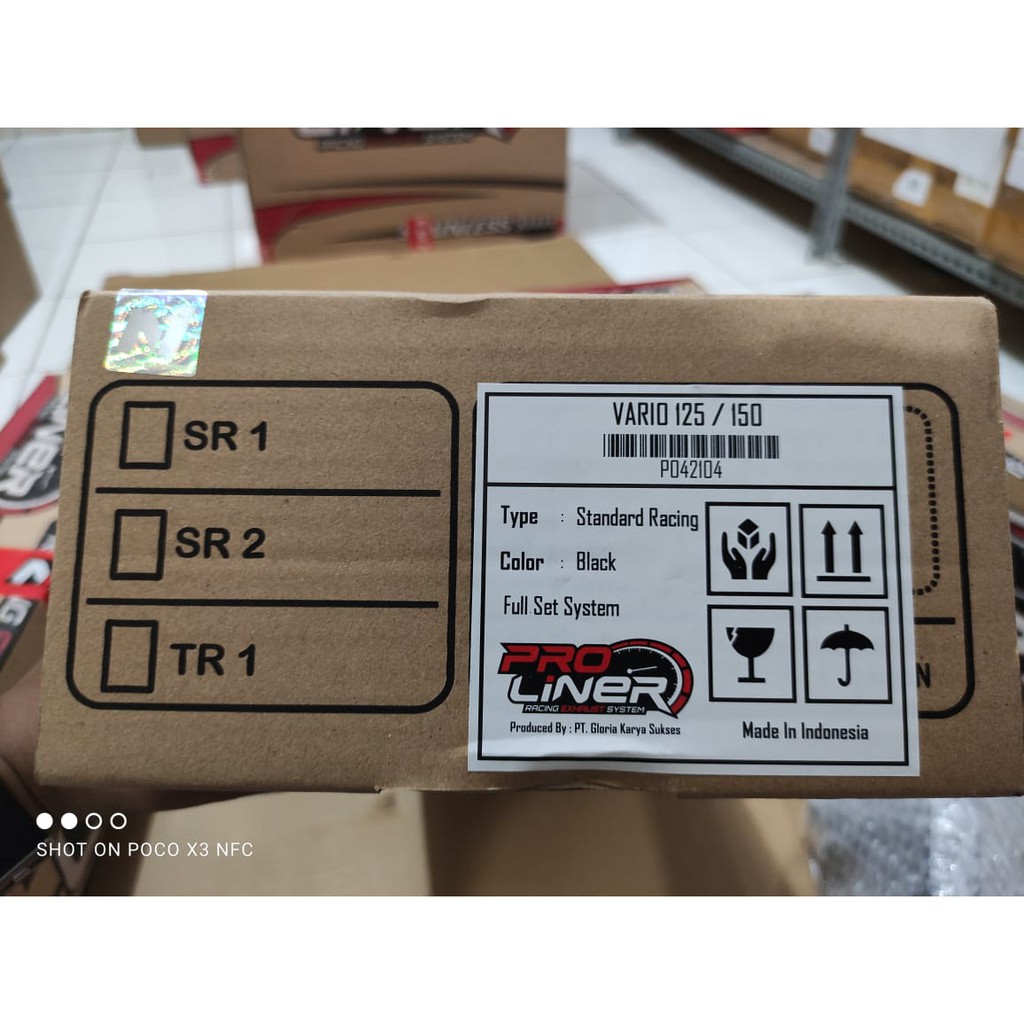 SR 1
SR 2
TR 1
VARIO 125 / 150
P042104
Type : Standard Racing
Color : Black
Full Set System
PRO
LINER
RACING EXHAUST SYSTEM
Produced By : PT. Gloria Karya Sukses
Made In Indonesia
N
SHOT ON POCO X3 NFC